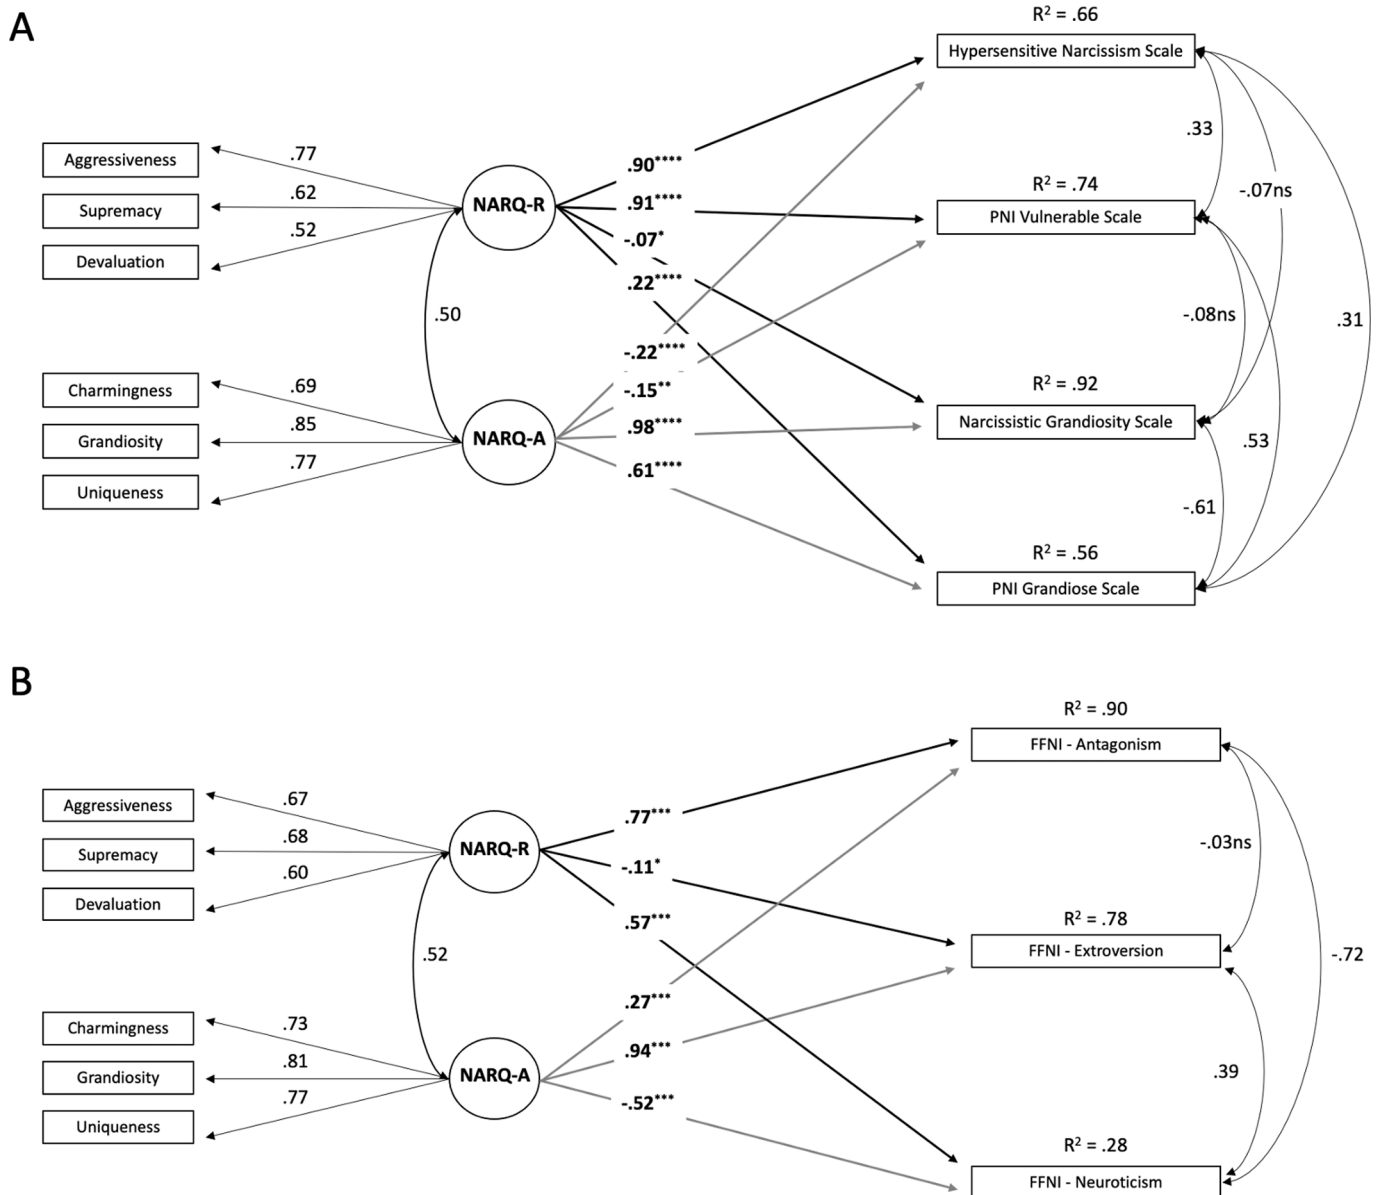 A
R² = .66
Hypersensitive Narcissism Scale
.33
-.07ns
Aggressiveness
.77
Supremacy
.62
Devaluation
.52
NARQ-R
.90****
.91****
-.07*
.22****
R² = .74
PNI Vulnerable Scale
.50
-.08ns
.31
Charmingness
.69
Grandiosity
.85
Uniqueness
.77
NARQ-A
-.22****
-.15**
.98****
.61****
R² = .92
Narcissistic Grandiosity Scale
.53
-.61
R² = .56
PNI Grandiose Scale
B
R² = .90
FFNI - Antagonism
Aggressiveness
.67
Supremacy
.68
Devaluation
.60
NARQ-R
.77***
-.11*
.57***
-.03ns
R² = .78
FFNI - Extroversion
.52
-.72
Charmingness
.73
Grandiosity
.81
Uniqueness
.77
NARQ-A
.27***
.94***
-.52***
.39
R² = .28
FFNI - Neuroticism